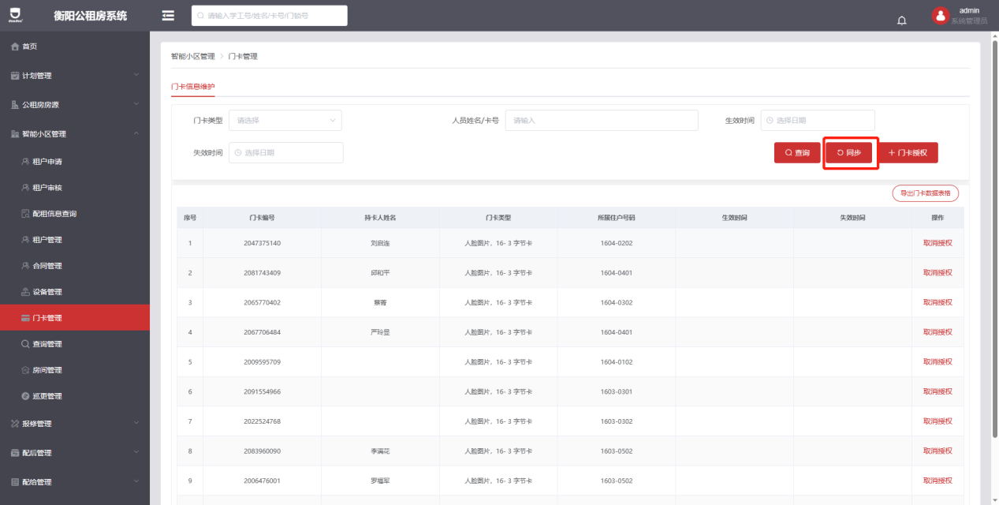 衡阳公租房系统
请输入学工号/姓名/卡号/门锁号
admin
系统管理员
首页
计划管理
公租房房源
智能小区管理
租户申请
租户审核
配租信息查询
租户管理
合同管理
设备管理
门卡管理
查询管理
房间管理
巡更管理
报修管理
配后管理
配给管理
智能小区管理 > 门卡管理
门卡信息维护
门卡类型 请选择 人员姓名/卡号 请输入 生效时间 选择日期
失效时间 选择日期 查询 同步 + 门卡授权
导出门卡数据表格
序号 门卡编号 持卡人姓名 门卡类型 所属住户号码 生效时间 失效时间 操作
1 2047375140 刘启连 人脸图片，16- 3 字节卡 1604-0202 取消授权
2 2081743409 邱和平 人脸图片，16- 3 字节卡 1604-0401 取消授权
3 2065770402 蔡香 人脸图片，16- 3 字节卡 1604-0302 取消授权
4 2067706484 严玲显 人脸图片，16- 3 字节卡 1604-0401 取消授权
5 2009595709 人脸图片，16- 3 字节卡 1604-0102 取消授权
6 2091554966 人脸图片，16- 3 字节卡 1603-0301 取消授权
7 2022524768 人脸图片，16- 3 字节卡 1603-0302 取消授权
8 2083960090 李满花 人脸图片，16- 3 字节卡 1603-0502 取消授权
9 2006476001 罗福军 人脸图片，16- 3 字节卡 1603-0502 取消授权